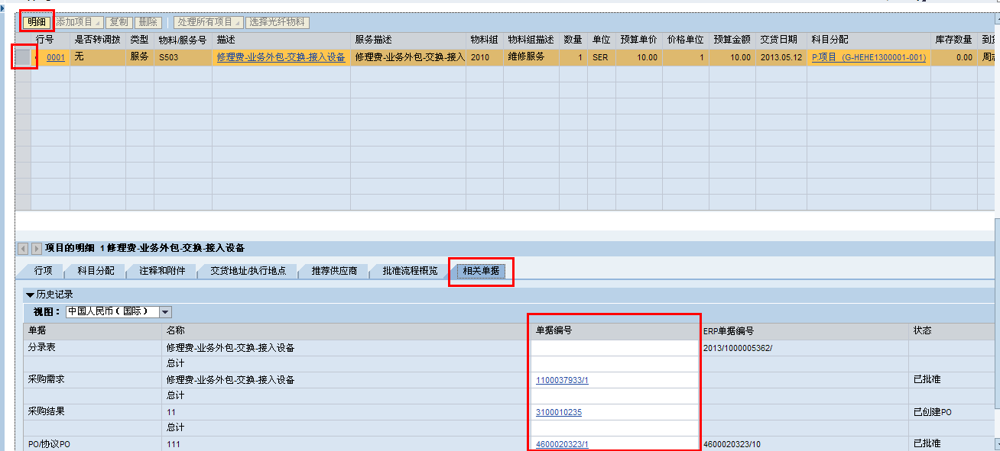 明细 添加项目 复制 删除 处理所有项目 选择光纤物料
行号 是否转调拨 类型 物料/服务号 描述 服务描述 物料组 物料组描述 数量 单位 预算单价 价格单位 预算金额 交货日期 科目分配 库存数量
0001 无 服务 S503 修理费-业务外包-交换-接入设备 修理费-业务外包-交换-接入 2010 维修服务 1 SER 10.00 1 10.00 2013.05.12 P:项目 (G-HEHE1300001-001) 0.00
项目的明细 1 修理费-业务外包-交换-接入设备
行项 科目分配 注释和附件 交货地址/执行地点 推荐供应商 批准流程概览 相关单据
历史记录
视图： 中国人民币（国际）
单据 名称 单据编号 ERP单据编号 状态
分录表 修理费-业务外包-交换-接入设备 2013/1000005362/
总计
采购需求 修理费-业务外包-交换-接入设备 1100037933/1 已批准
总计
采购结果 11 3100010235 已创建PO
总计
PO/协议PO 111 4600020323/1 4600020323/10 已批准